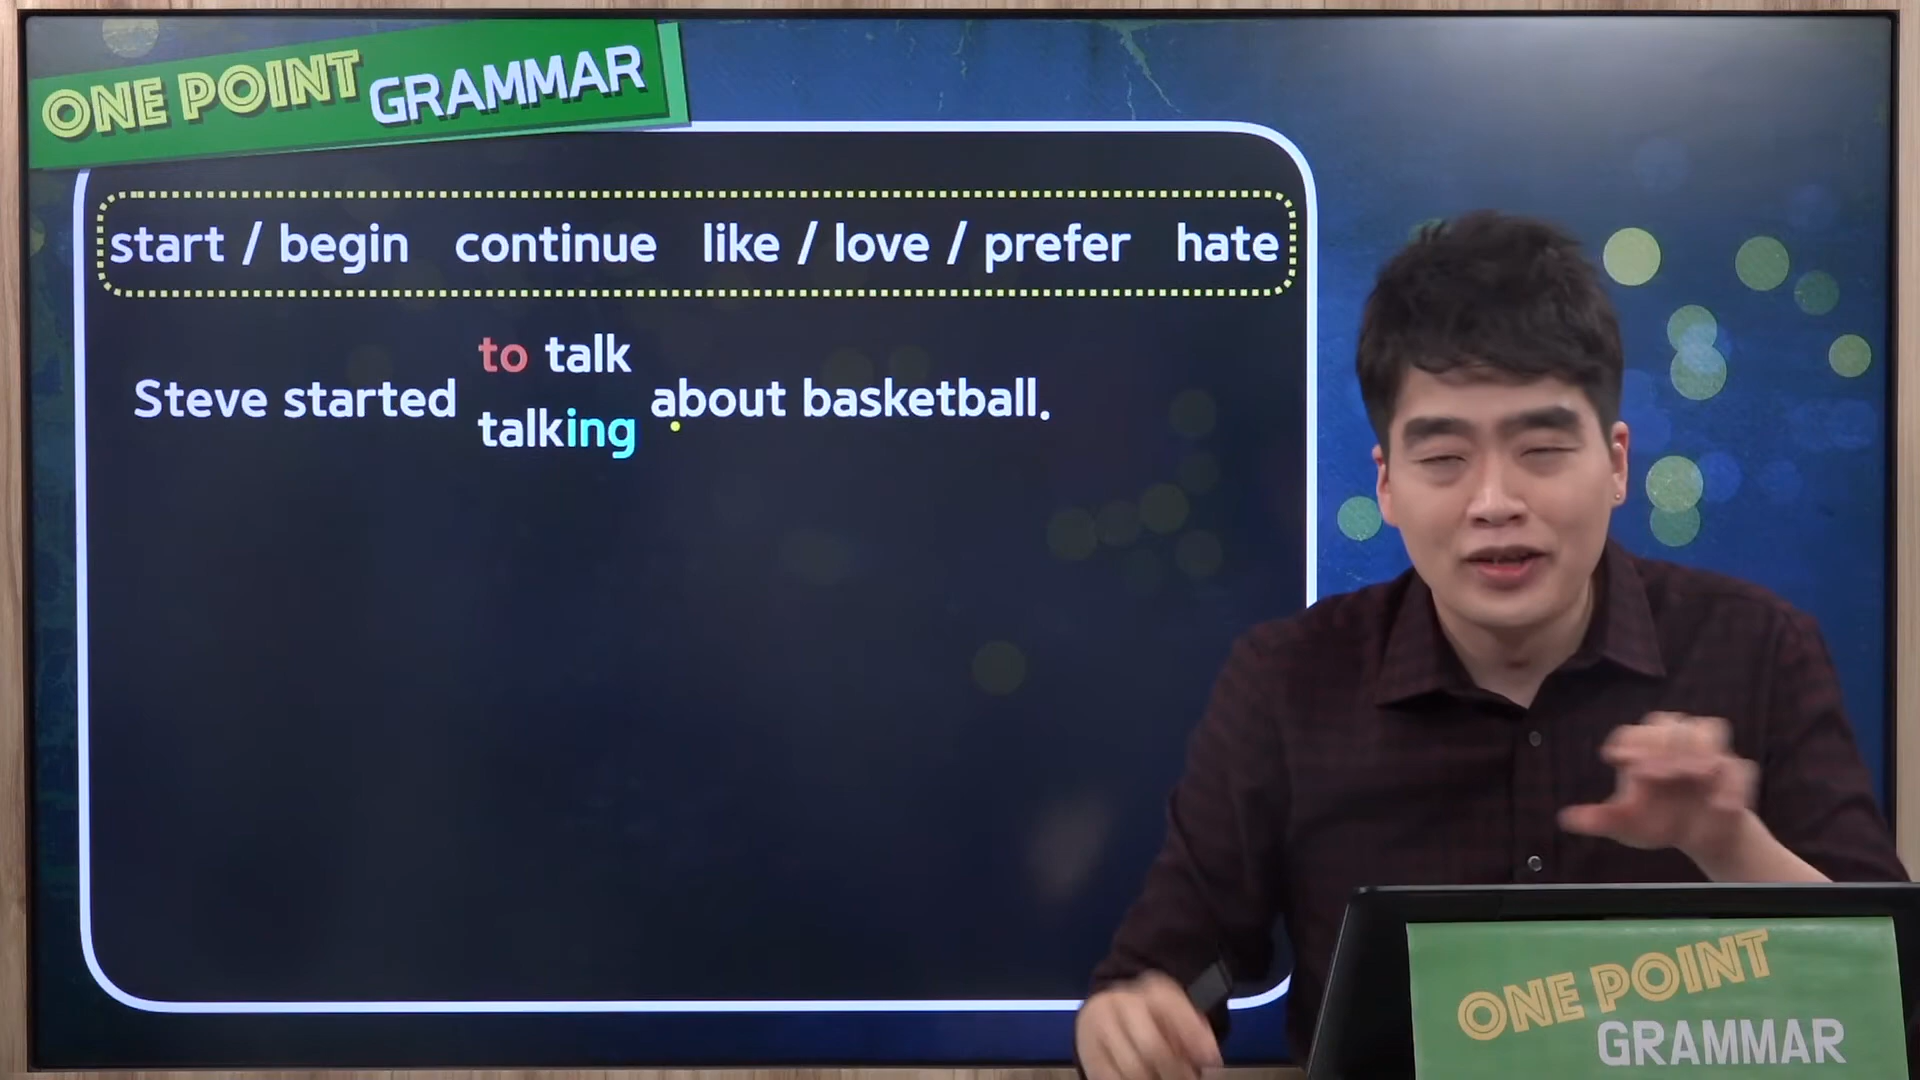 ONE POINT GRAMMAR
start / begin continue like / love / prefer hate
to talk
Steve started about basketball.
talking
ONE POINT
GRAMMAR